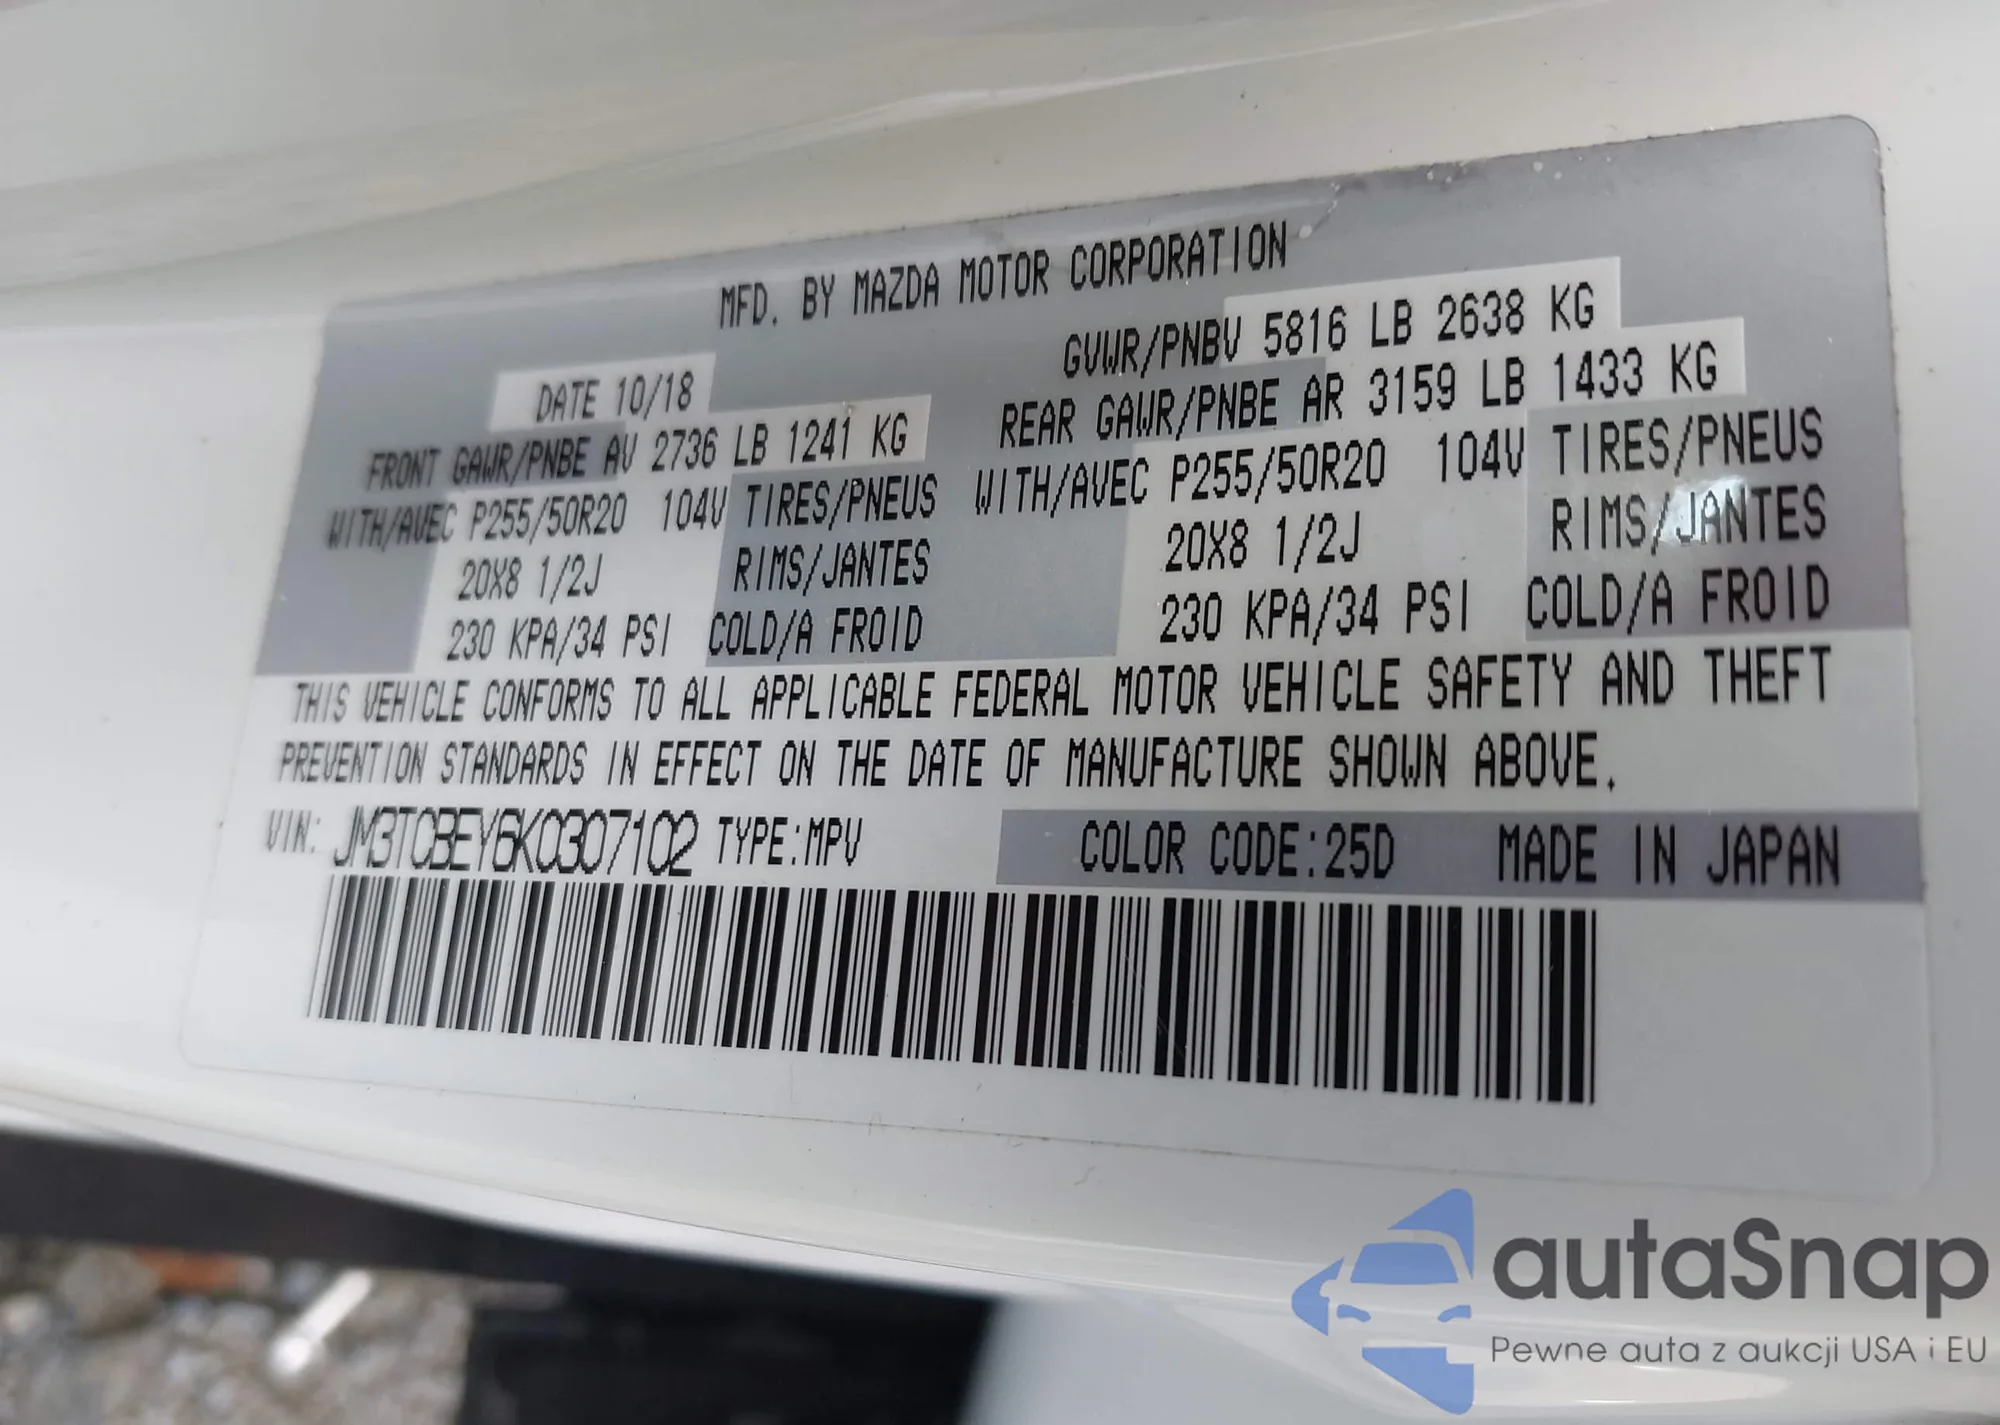 MFD. BY MAZDA MOTOR CORPORATION
DATE 10/18
GVWR/PNBV 5816 LB 2638 KG
FRONT GAWR/PNBE AV 2736 LB 1241 KG
REAR GAWR/PNBE AR 3159 LB 1433 KG
WITH/AVEC P255/50R20 104V TIRES/PNEUS
WITH/AVEC P255/50R20 104V TIRES/PNEUS
20X8 1/2J RIMS/JANTES
20X8 1/2J RIMS/JANTES
230 KPA/34 PSI COLD/A FROID
230 KPA/34 PSI COLD/A FROID
THIS VEHICLE CONFORMS TO ALL APPLICABLE FEDERAL MOTOR VEHICLE SAFETY AND THEFT
PREVENTION STANDARDS IN EFFECT ON THE DATE OF MANUFACTURE SHOWN ABOVE.
VIN: JM3TCBEY6K0307102 TYPE:MPV COLOR CODE:25D MADE IN JAPAN
autaSnap
Pewne auta z aukcji USA i EU